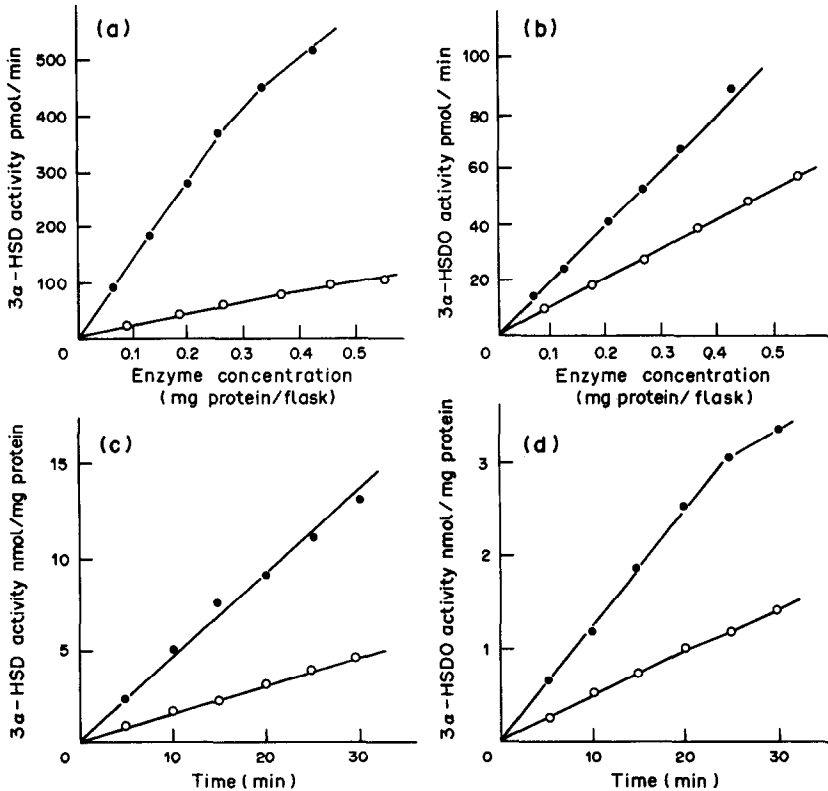 (a)
3α-HSD activity pmol/min
500
400
300
200
100
0
0.1 0.2 0.3 0.4 0.5
Enzyme concentration
(mg protein/flask)
(b)
3α-HSDO activity pmol/min
100
80
60
40
20
0
0.1 0.2 0.3 0.4 0.5
Enzyme concentration
(mg protein/flask)
(c)
3α-HSD activity nmol/mg protein
15
10
5
0
10 20 30
Time (min)
(d)
3α-HSDO activity nmol/mg protein
3
2
1
0
10 20 30
Time (min)